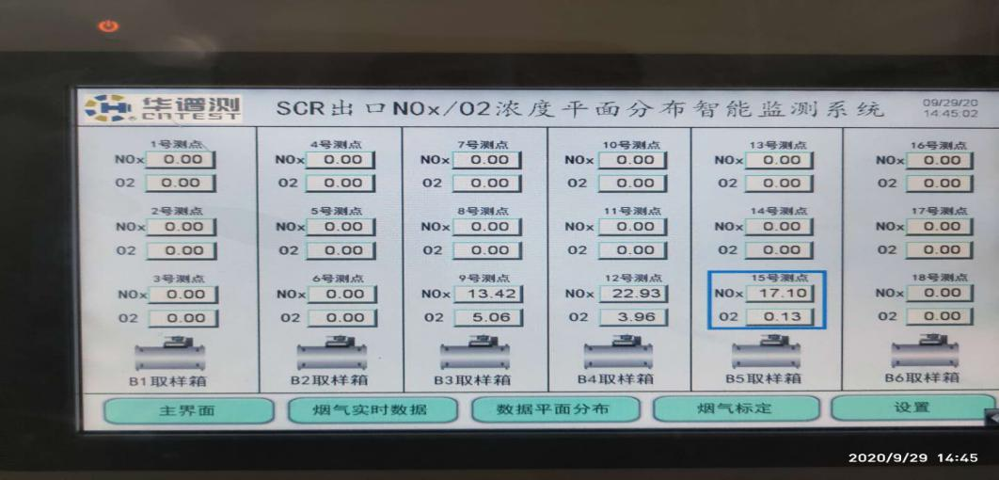 华谱测 CNTEST
SCR出口NOx/O2浓度平面分布智能监测系统
09/29/20
14:45:02
1号测点 4号测点 7号测点 10号测点 13号测点 16号测点
NOx 0.00 NOx 0.00 NOx 0.00 NOx 0.00 NOx 0.00 NOx 0.00
O2 0.00 O2 0.00 O2 0.00 O2 0.00 O2 0.00 O2 0.00
2号测点 5号测点 8号测点 11号测点 14号测点 17号测点
NOx 0.00 NOx 0.00 NOx 0.00 NOx 0.00 NOx 0.00 NOx 0.00
O2 0.00 O2 0.00 O2 0.00 O2 0.00 O2 0.00 O2 0.00
3号测点 6号测点 9号测点 12号测点 15号测点 18号测点
NOx 0.00 NOx 0.00 NOx 13.42 NOx 22.93 NOx 17.10 NOx 0.00
O2 0.00 O2 0.00 O2 5.06 O2 3.96 O2 0.13 O2 0.00
B1取样箱 B2取样箱 B3取样箱 B4取样箱 B5取样箱 B6取样箱
主界面 烟气实时数据 数据平面分布 烟气标定 设置
2020/9/29 14:45